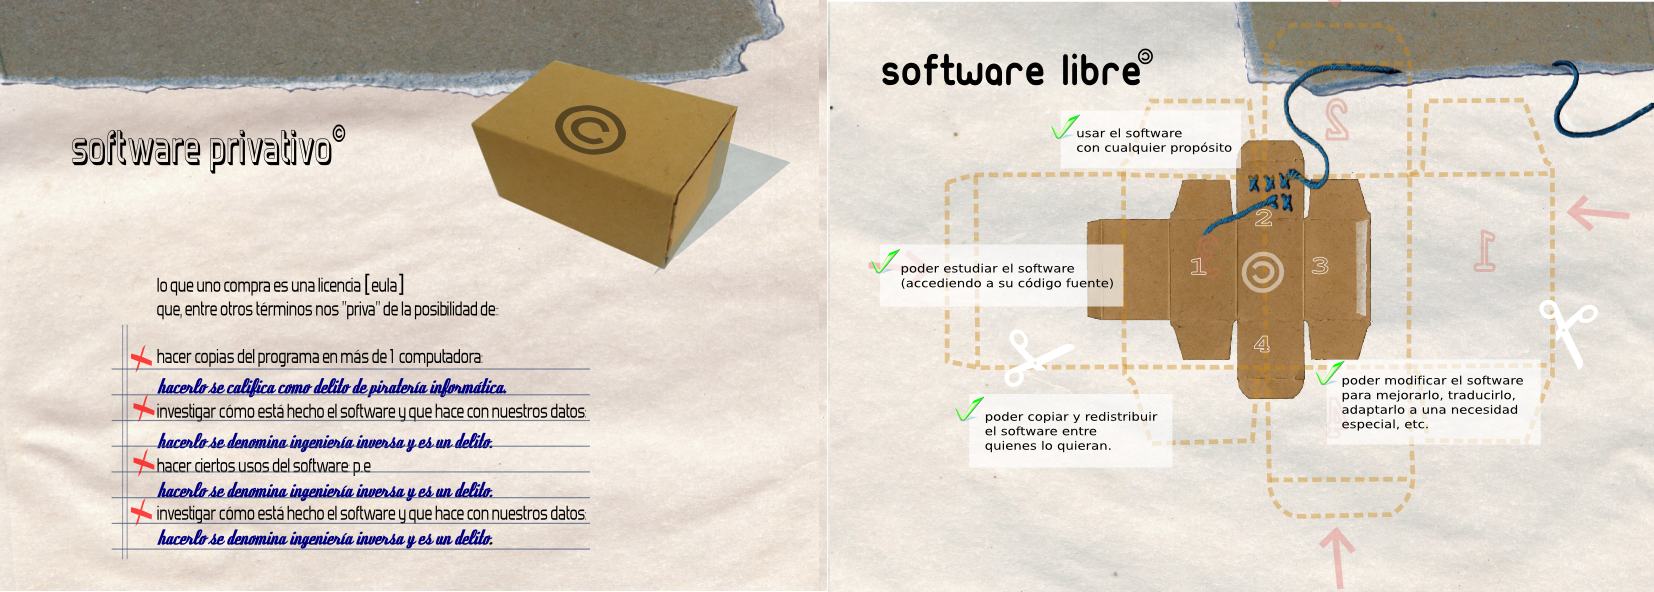 software privativo©
©
lo que uno compra es una licencia [eula]
que, entre otros términos nos "priva" de la posibilidad de:
hacer copias del programa en más de 1 computadora:
hacerlo se califica como delito de piratería informática.
investigar cómo está hecho el software y que hace con nuestros datos:
hacerlo se denomina ingeniería inversa y es un delito.
hacer ciertos usos del software p.e
hacerlo se denomina ingeniería inversa y es un delito.
investigar cómo está hecho el software y que hace con nuestros datos:
hacerlo se denomina ingeniería inversa y es un delito.
software libre🄯
usar el software
con cualquier propósito
poder estudiar el software
(accediendo a su código fuente)
poder copiar y redistribuir
el software entre
quienes lo quieran.
poder modificar el software
para mejorarlo, traducirlo,
adaptarlo a una necesidad
especial, etc.
2
2
1
🄯
3
1
4